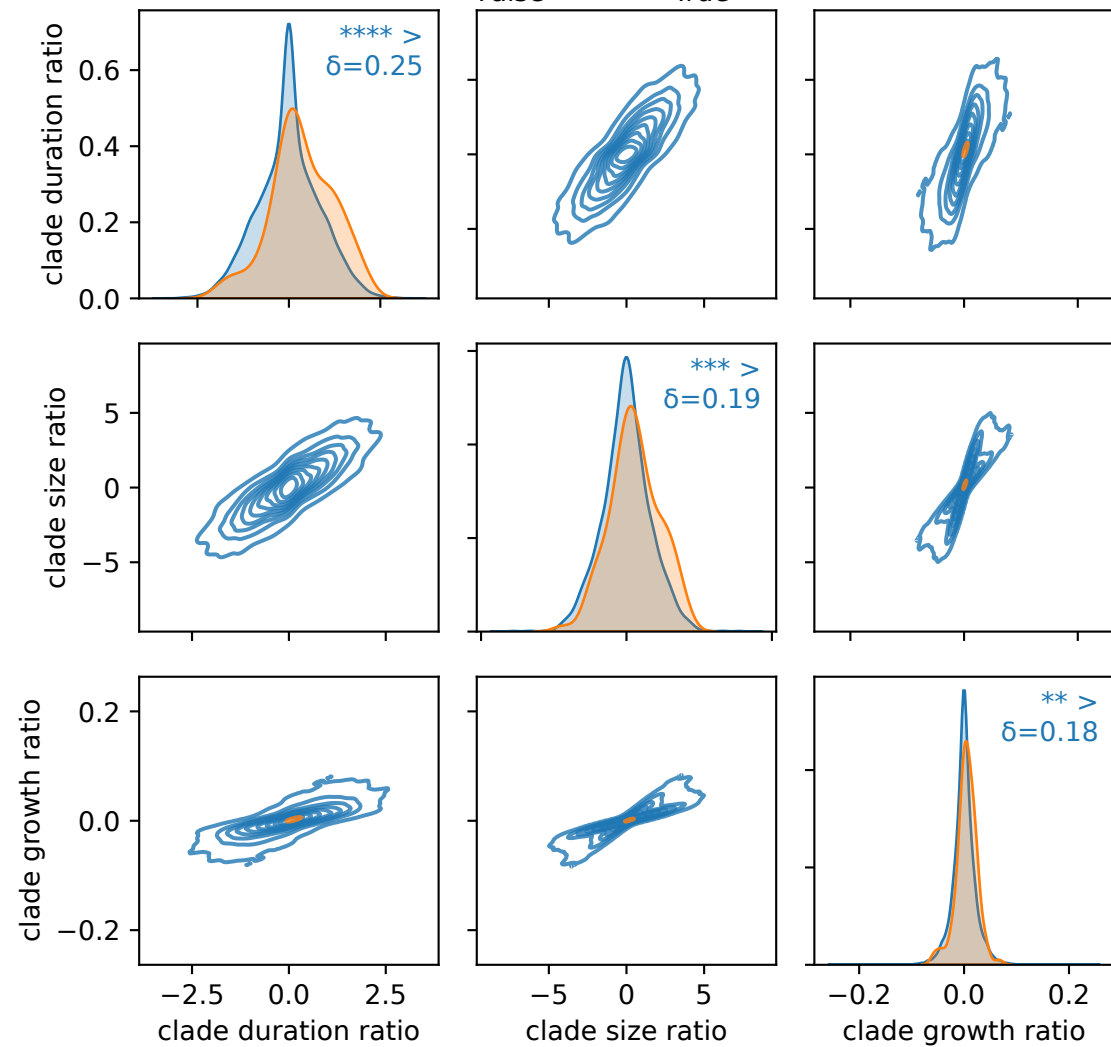 **** >
δ=0.25
clade duration ratio
0.6
0.4
0.2
0.0
*** >
δ=0.19
clade size ratio
5
0
−5
** >
δ=0.18
clade growth ratio
0.2
0.0
−0.2
−2.5 0.0 2.5
−5 0 5
−0.2 0.0 0.2
clade duration ratio
clade size ratio
clade growth ratio